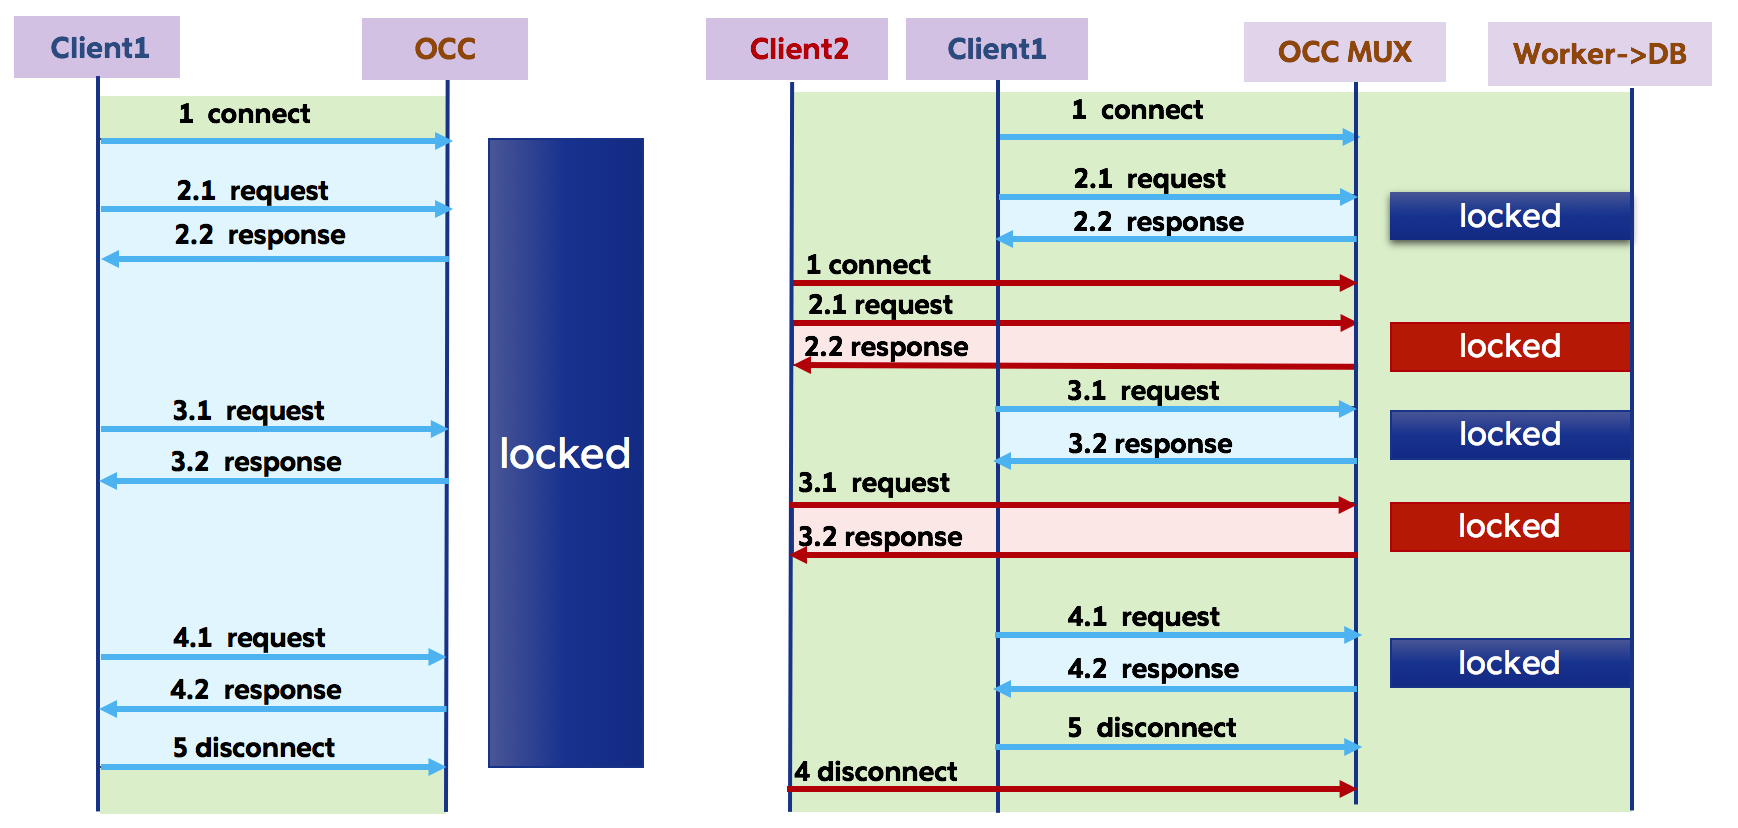 Client1
OCC
1 connect
2.1 request
2.2 response
3.1 request
3.2 response
4.1 request
4.2 response
5 disconnect
locked
Client2
Client1
OCC MUX
Worker->DB
1 connect
2.1 request
locked
2.2 response
1 connect
2.1 request
2.2 response
locked
3.1 request
locked
3.2 response
3.1 request
locked
3.2 response
4.1 request
locked
4.2 response
5 disconnect
4 disconnect